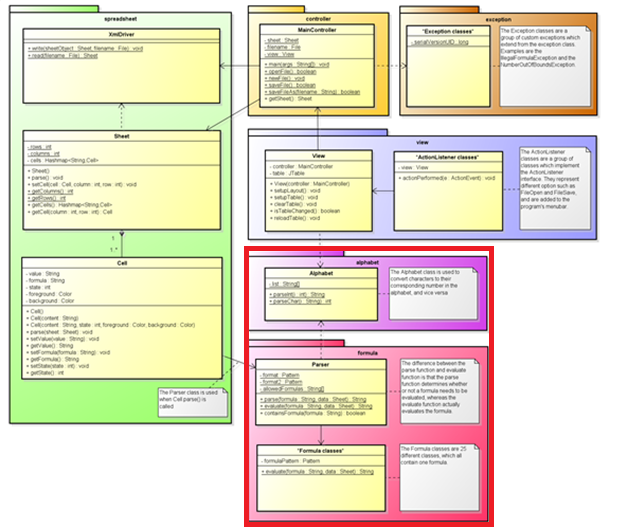 spreadsheet
XmlDriver
+ write(sheetObject : Sheet, filename : File) : void
+ read(filename : File) : Sheet
Sheet
- rows : int
- columns : int
- cells : Hashmap<String,Cell>
+ Sheet()
+ parse() : void
+ setCell(cell : Cell, column : int, row : int) : void
+ getColumns() : int
+ getRows() : int
+ getCells() : Hashmap<String,Cell>
+ getCell(column : int, row : int) : Cell
1
1..*
Cell
- value : String
- formula : String
- state : int
- foreground : Color
- background : Color
+ Cell()
+ Cell(content : String)
+ Cell(content : String, state : int, foreground : Color, background : Color)
+ parse(sheet : Sheet) : void
+ setValue(value : String) : void
+ getValue() : String
+ setFormula(formula : String) : void
+ getFormula() : String
+ setState(state : int) : void
+ getState() : int
The Parser class is used
when Cell.parse() is
called
controller
MainController
- sheet : Sheet
- filename : File
- view : View
+ main(args : String[]) : void
+ openFile() : boolean
+ newFile() : void
+ saveFile() : boolean
+ saveFileAs(filename : String) : boolean
+ getSheet() : Sheet
exception
'Exception classes'
- serialVersionUID : long
The Exception classes are a
group of custom exceptions which
extend from the exception class.
Examples are the
IllegalFormulaException and the
NumberOutOfBoundsException.
view
View
- controller : MainController
- table : JTable
+ View(controller : MainController)
+ setupLayout() : void
+ setupTable() : void
+ clearTable() : void
+ isTableChanged() : boolean
+ reloadTable() : void
'ActionListener classes'
- view : View
+ actionPerformed(e : ActionEvent) : void
The ActionListener
classes are a group of
classes which implement
the ActionListener
interface. They represent
different option such as
FileOpen and FileSave,
and are added to the
program's menubar.
alphabet
Alphabet
- list : String[]
+ parseInt(i : int) : String
+ parseChar(i : String) : int
The Alphabet class is used to
convert characters to their
corresponding number in the
alphabet, and vice versa
formula
Parser
- format : Pattern
- format2 : Pattern
- allowedFormulas : String[]
+ parse(formula : String, data : Sheet) : String
+ evaluate(formula : String, data : Sheet) : String
+ containsFormula(formula : String) : boolean
The difference between the
parse function and evaluate
function is that the parse
function determines whether
or not a formula needs to be
evaluated, whereas the
evaluate function actually
evaluates the formula.
'Formula classes'
- formulaPattern : Pattern
+ evaluate(formula : String, data : Sheet) : String
The Formula classes are 25
different classes, which all
contain one formula.